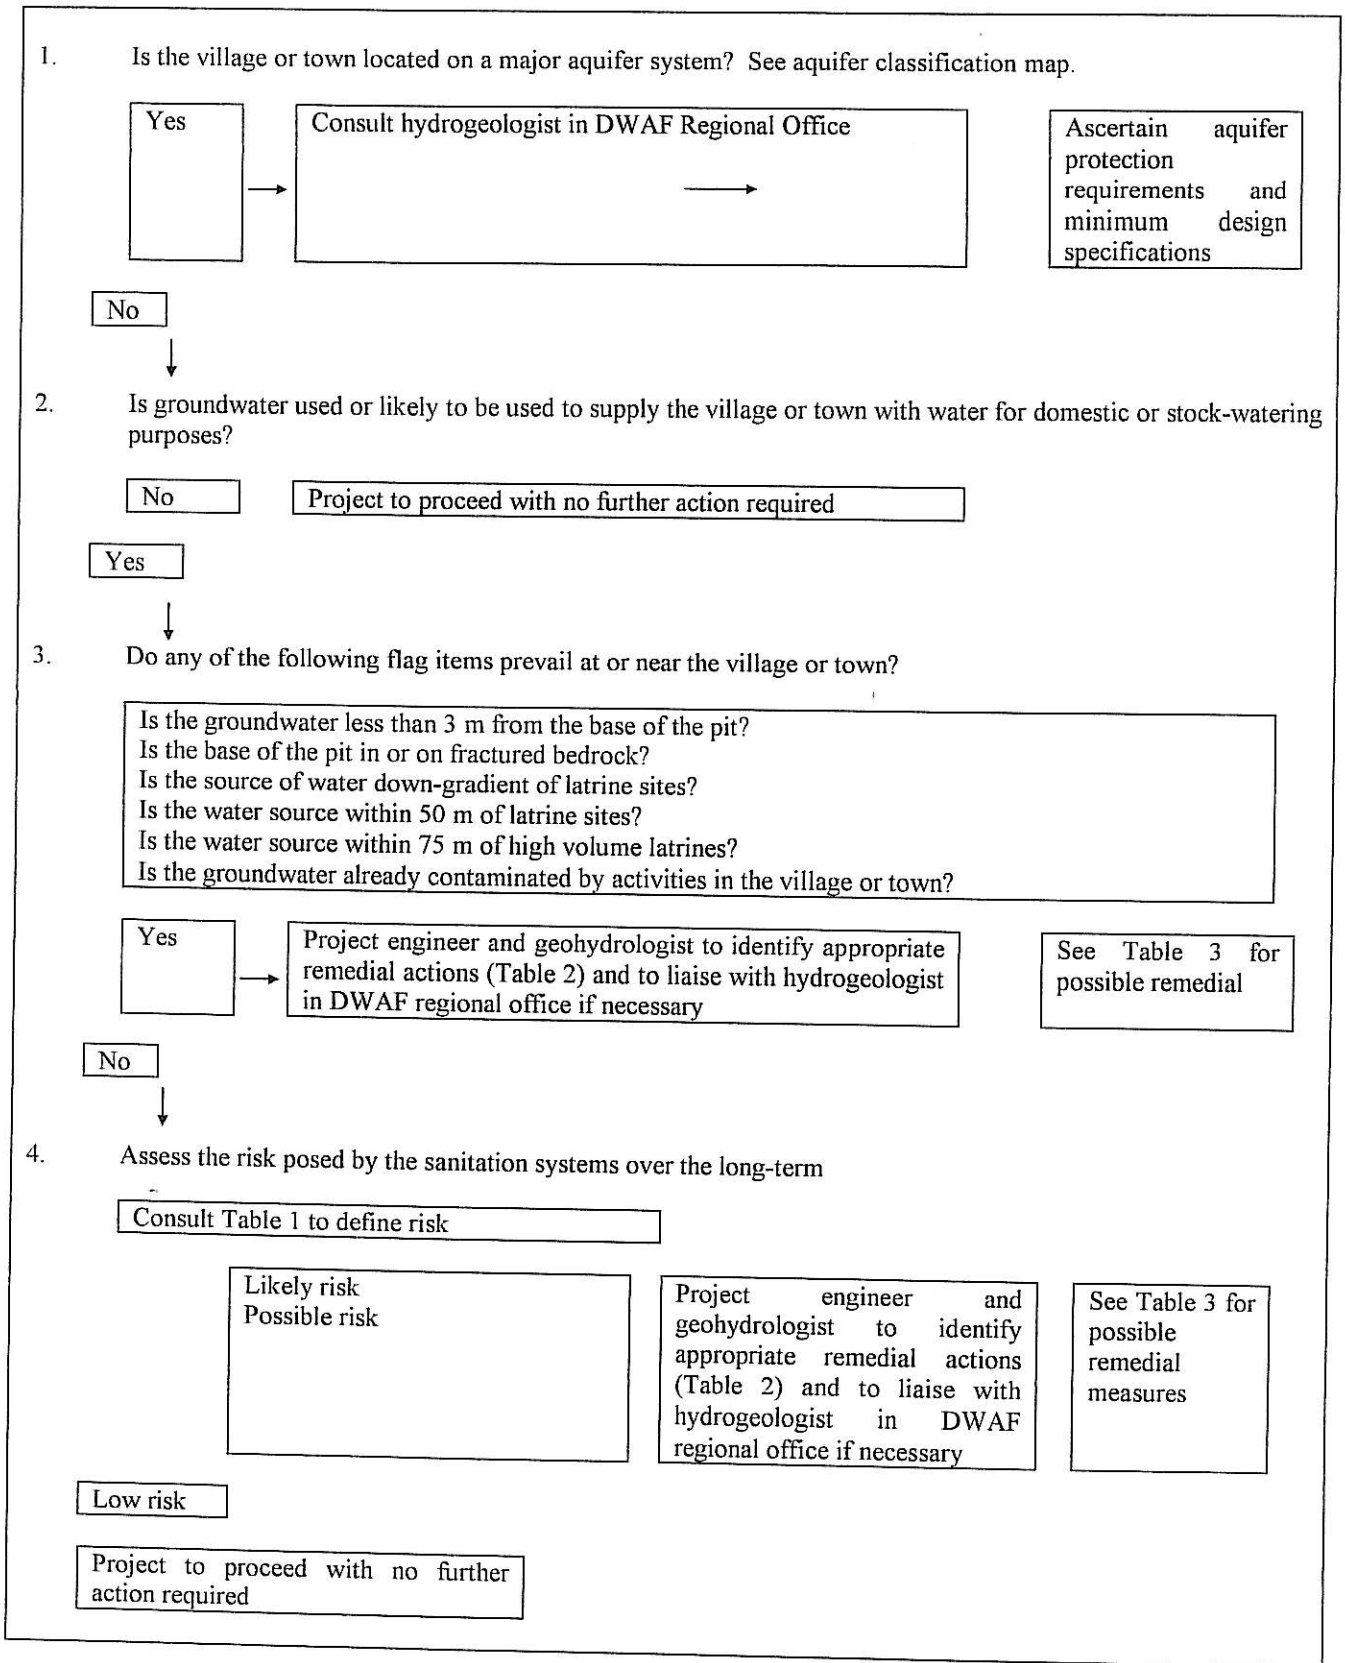 1. Is the village or town located on a major aquifer system? See aquifer classification map.
Yes
Consult hydrogeologist in DWAF Regional Office
Ascertain aquifer
protection
requirements and
minimum design
specifications
No
2. Is groundwater used or likely to be used to supply the village or town with water for domestic or stock-watering
purposes?
No
Project to proceed with no further action required
Yes
3. Do any of the following flag items prevail at or near the village or town?
Is the groundwater less than 3 m from the base of the pit?
Is the base of the pit in or on fractured bedrock?
Is the source of water down-gradient of latrine sites?
Is the water source within 50 m of latrine sites?
Is the water source within 75 m of high volume latrines?
Is the groundwater already contaminated by activities in the village or town?
Yes
Project engineer and geohydrologist to identify appropriate
remedial actions (Table 2) and to liaise with hydrogeologist
in DWAF regional office if necessary
See Table 3 for
possible remedial
No
4. Assess the risk posed by the sanitation systems over the long-term
Consult Table 1 to define risk
Likely risk
Possible risk
Project engineer and
geohydrologist to identify
appropriate remedial actions
(Table 2) and to liaise with
hydrogeologist in DWAF
regional office if necessary
See Table 3 for
possible
remedial
measures
Low risk
Project to proceed with no further
action required